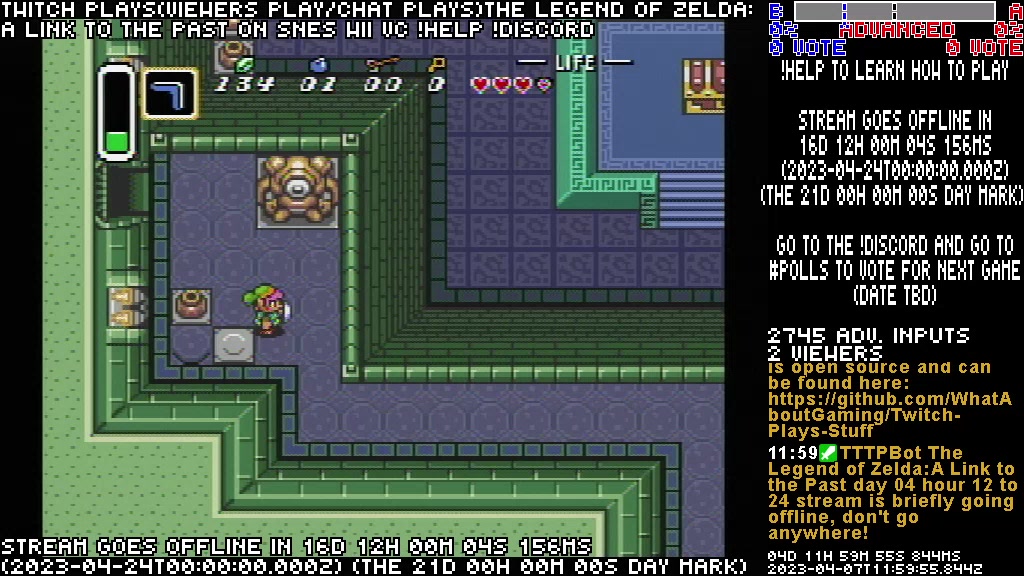 TWITCH PLAYS(VIEWERS PLAY/CHAT PLAYS)THE LEGEND OF ZELDA:
A LINK TO THE PAST ON SNES WII VC !HELP !DISCORD
B A
0% ADVANCED 0%
0 VOTE 0 VOTE
!HELP TO LEARN HOW TO PLAY
LIFE
134 02 00 0
STREAM GOES OFFLINE IN
16D 12H 00M 04S 156MS
(2023-04-24T00:00:00.000Z)
(THE 21D 00H 00M 00S DAY MARK)
GO TO THE !DISCORD AND GO TO
#POLLS TO VOTE FOR NEXT GAME
(DATE TBD)
2745 ADV. INPUTS
2 VIEWERS
is open source and can
be found here:
https://github.com/WhatA
boutGaming/Twitch-
Plays-Stuff
11:59 TTTPBot The
Legend of Zelda:A Link to
the Past day 04 hour 12 to
24 stream is briefly going
offline, don't go
anywhere!
STREAM GOES OFFLINE IN 16D 12H 00M 04S 156MS
(2023-04-24T00:00:00.000Z) (THE 21D 00H 00M 00S DAY MARK)
04D 11H 59M 55S 844MS
2023-04-07T11:59:55.844Z